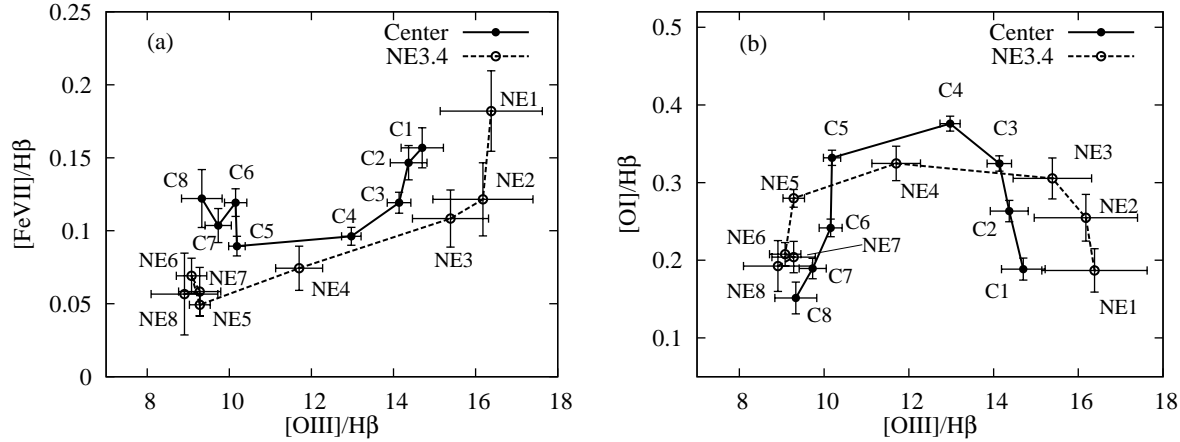 (a)
Center
NE3.4
[FeVII]/Hβ
0.25
0.2
0.15
0.1
0.05
0
NE1
C1
C2
C8
C6
C3
NE2
C7
C5
C4
NE3
NE6
NE7
NE4
NE8
NE5
8 10 12 14 16 18
[OIII]/Hβ
(b)
Center
NE3.4
[OI]/Hβ
0.5
0.4
0.3
0.2
0.1
C4
C5
C3
NE3
NE5
NE4
C2
NE2
C6
NE6
NE7
NE8
C7
C1
NE1
C8
8 10 12 14 16 18
[OIII]/Hβ